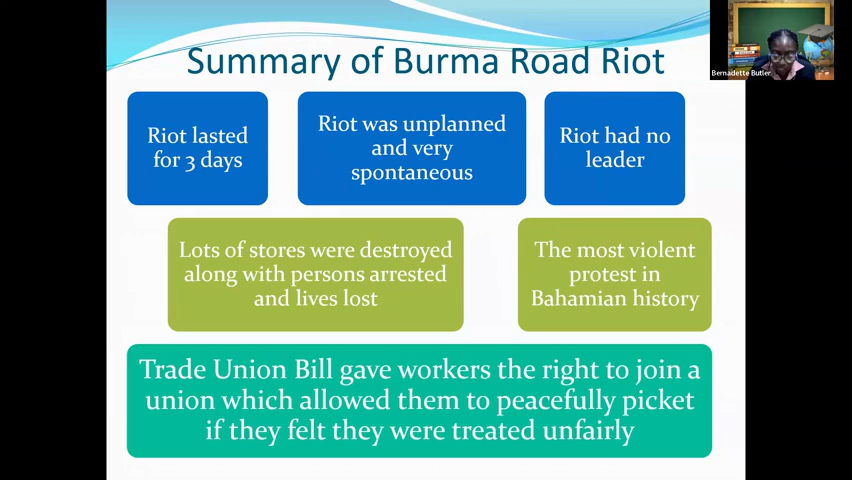 Summary of Burma Road Riot
Bernadette Butler
Riot lasted
for 3 days
Riot was unplanned
and very
spontaneous
Riot had no
leader
Lots of stores were destroyed
along with persons arrested
and lives lost
The most violent
protest in
Bahamian history
Trade Union Bill gave workers the right to join a
union which allowed them to peacefully picket
if they felt they were treated unfairly